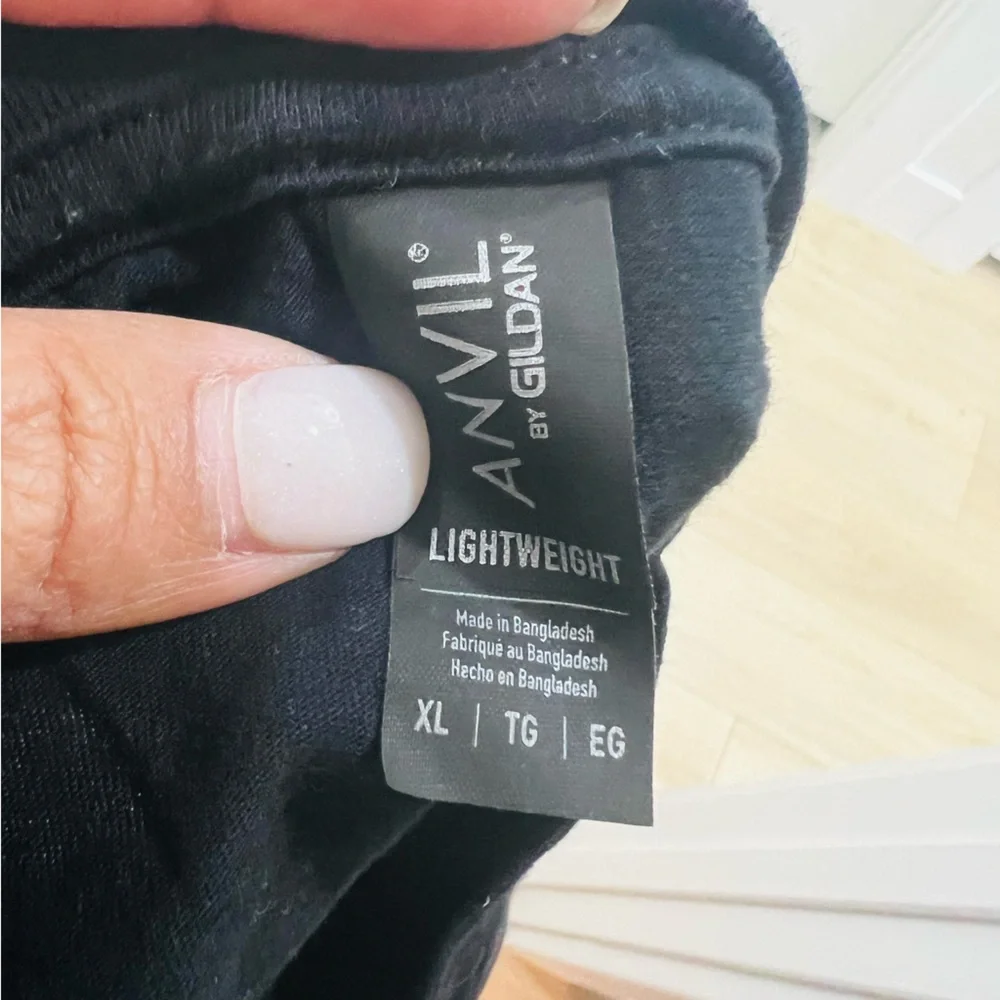 ANVIL®
BY GILDAN®
LIGHTWEIGHT
Made in Bangladesh
Fabriqué au Bangladesh
Hecho en Bangladesh
XL | TG | EG